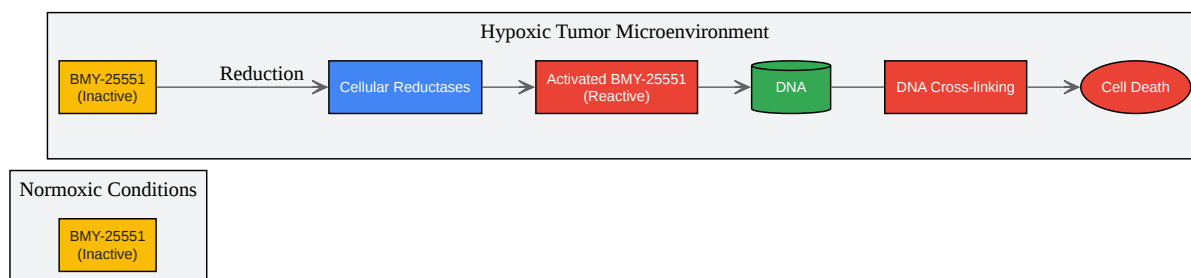 Hypoxic Tumor Microenvironment
BMY-25551
(Inactive)
Reduction
Cellular Reductases
Activated BMY-25551
(Reactive)
DNA
DNA Cross-linking
Cell Death
Normoxic Conditions
BMY-25551
(Inactive)